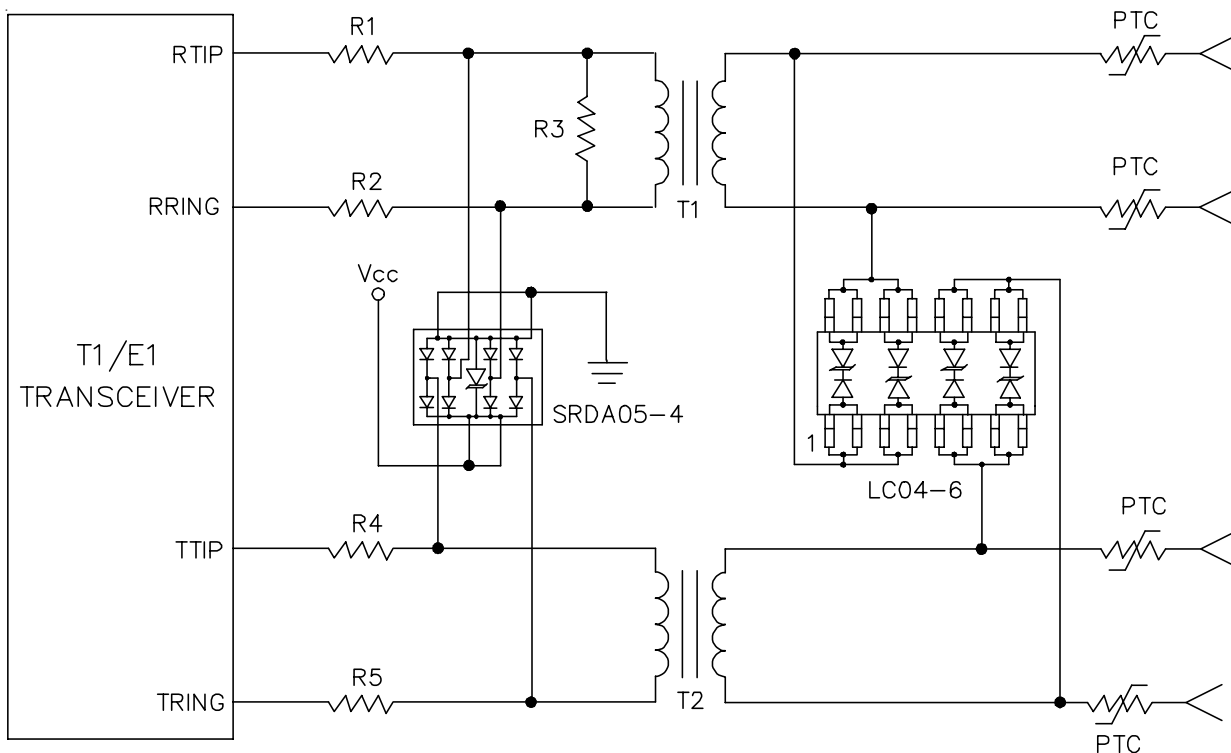 R1
PTC
RTIP
R3
PTC
R2
RRING
T1
Vcc
T1/E1
TRANSCEIVER
SRDA05-4
1
LC04-6
R4
PTC
TTIP
R5
TRING
T2
PTC